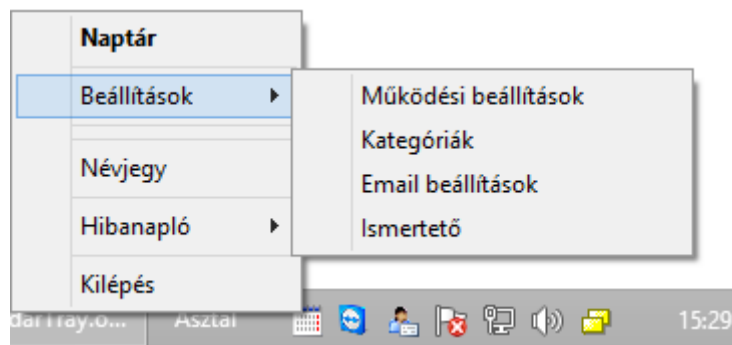 Naptár
Beállítások
Működési beállítások
Kategóriák
Email beállítások
Ismertető
Névjegy
Hibanapló
Kilépés
Asztal
15:29